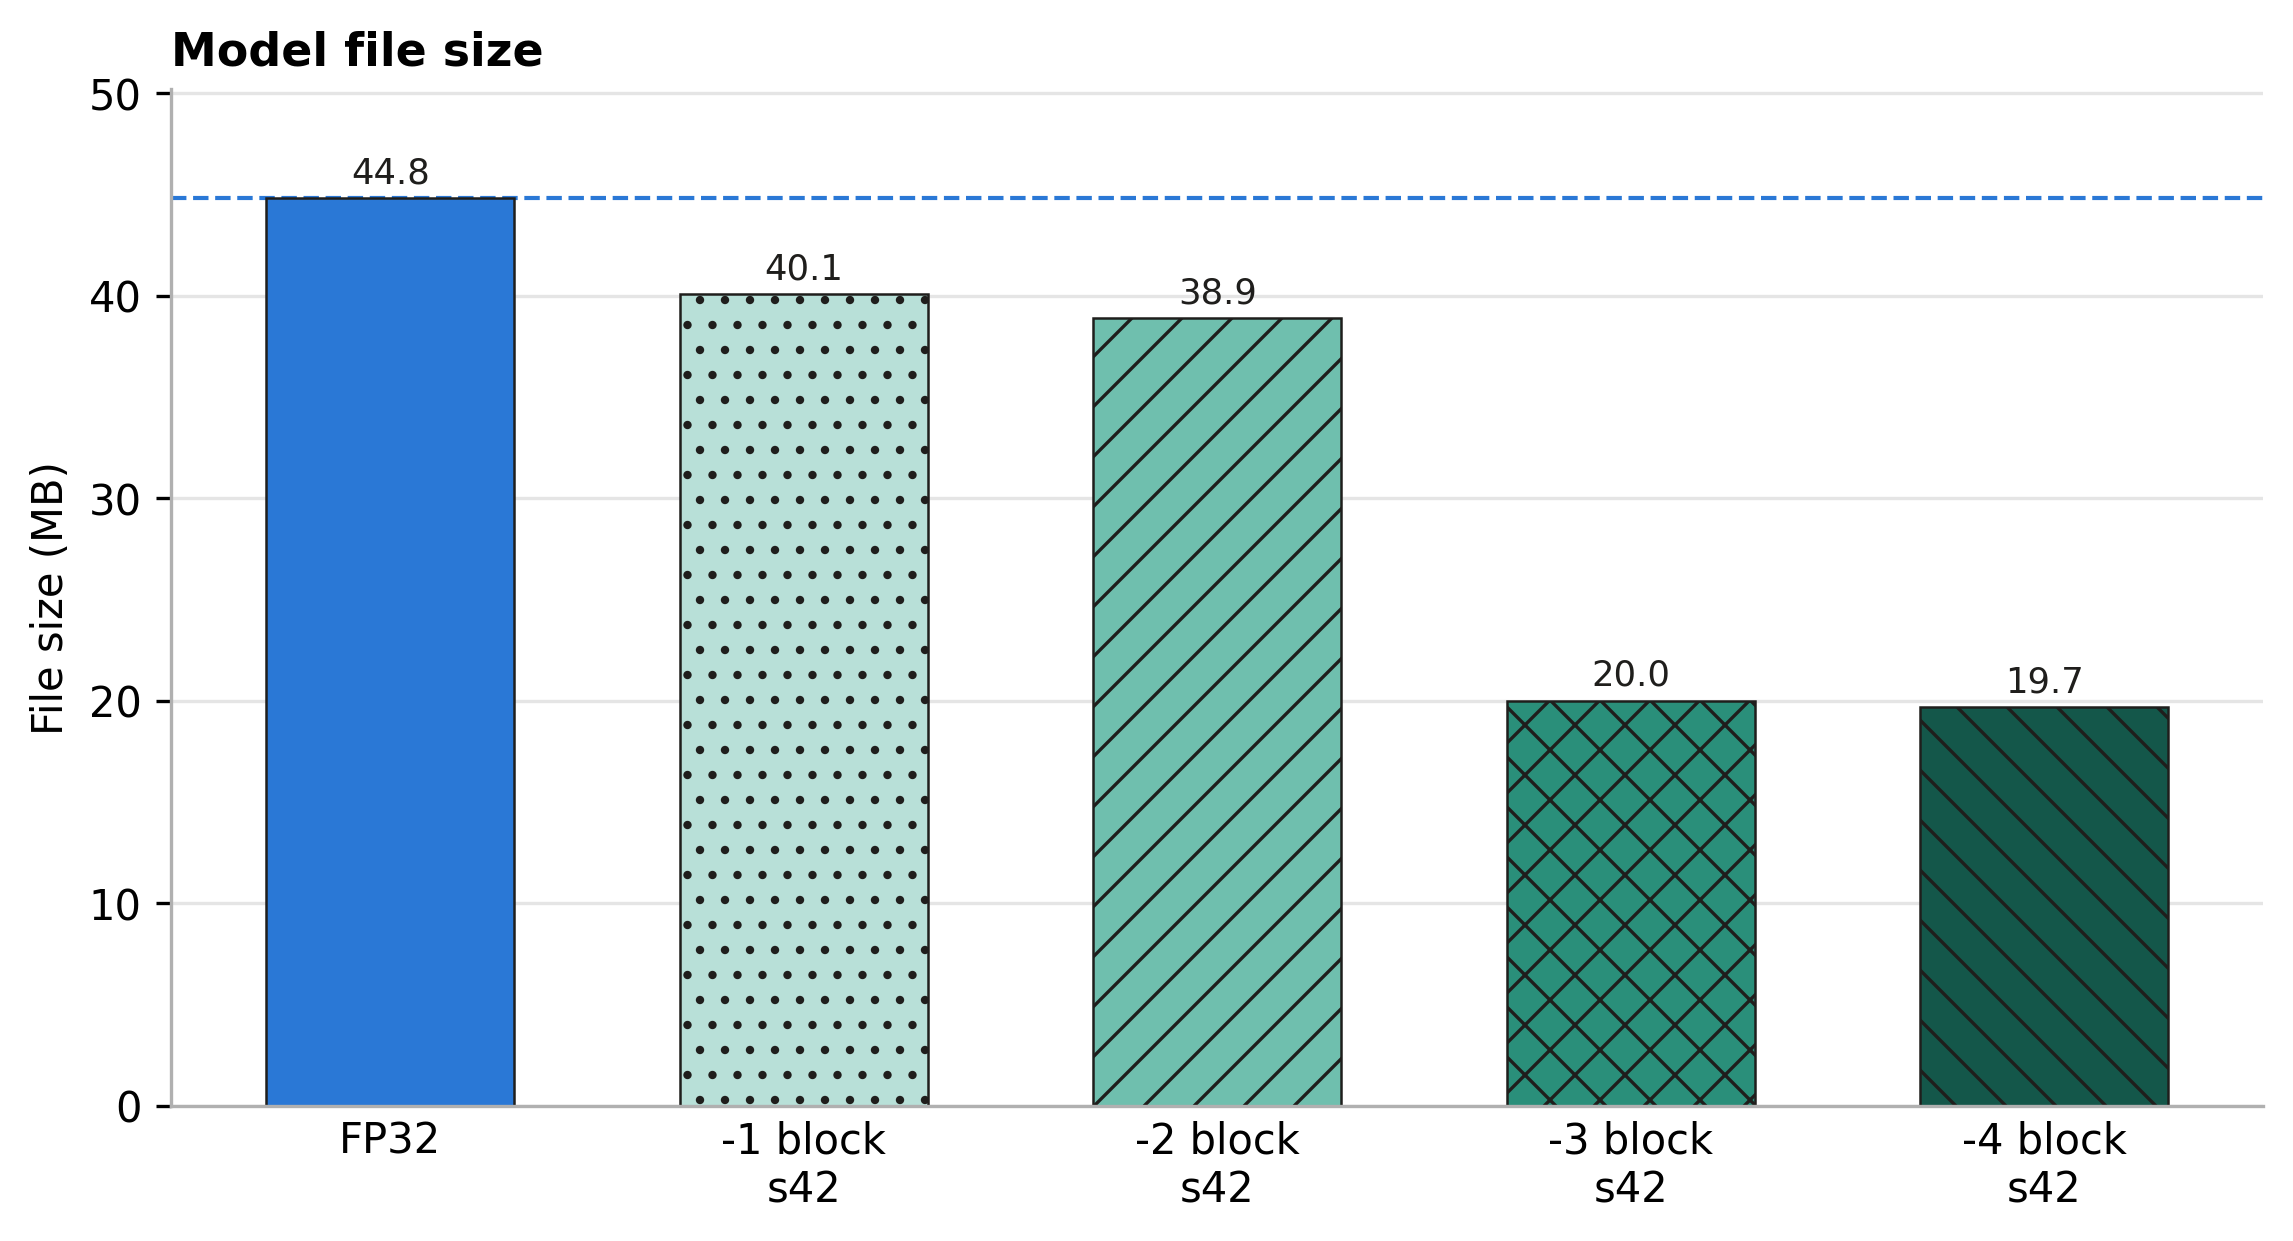 Model file size
50
44.8
40.1
40
38.9
30
File size (MB)
20.0
20
19.7
10
0
FP32
-1 block
s42
-2 block
s42
-3 block
s42
-4 block
s42